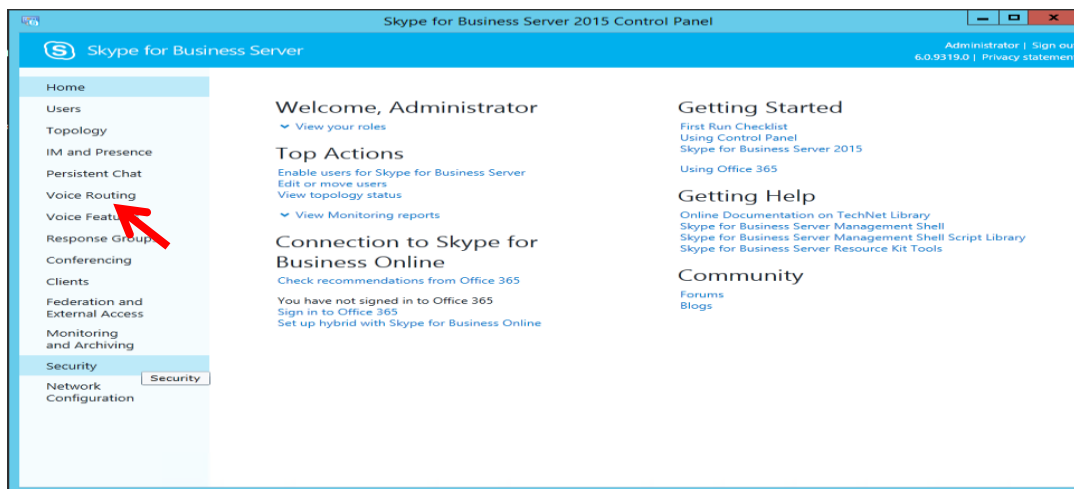 Skype for Business Server 2015 Control Panel
Skype for Business Server
Administrator | Sign ou
6.0.9319.0 | Privacy statemen
Home
Users
Topology
IM and Presence
Persistent Chat
Voice Routing
Voice Featu
Response Groups
Conferencing
Clients
Federation and
External Access
Monitoring
and Archiving
Security
Security
Network
Configuration
Welcome, Administrator
View your roles
Top Actions
Enable users for Skype for Business Server
Edit or move users
View topology status
View Monitoring reports
Connection to Skype for
Business Online
Check recommendations from Office 365
You have not signed in to Office 365
Sign in to Office 365
Set up hybrid with Skype for Business Online
Getting Started
First Run Checklist
Using Control Panel
Skype for Business Server 2015
Using Office 365
Getting Help
Online Documentation on TechNet Library
Skype for Business Server Management Shell
Skype for Business Server Management Shell Script Library
Skype for Business Server Resource Kit Tools
Community
Forums
Blogs